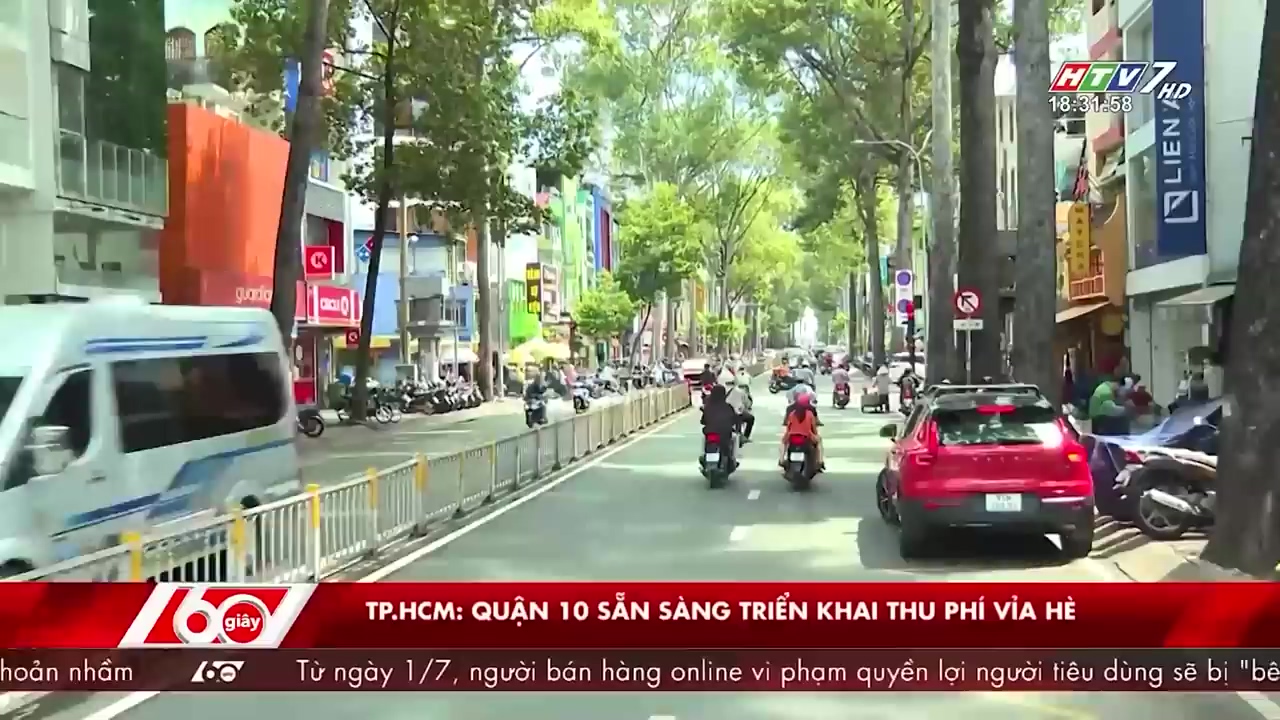 HTV7 HD
18:31:58
LIEN A
guardian
K
CIRCLE K
60 giây
TP.HCM: QUẬN 10 SẴN SÀNG TRIỂN KHAI THU PHÍ VỈA HÈ
hoản nhầm 60 Từ ngày 1/7, người bán hàng online vi phạm quyền lợi người tiêu dùng sẽ bị "bê